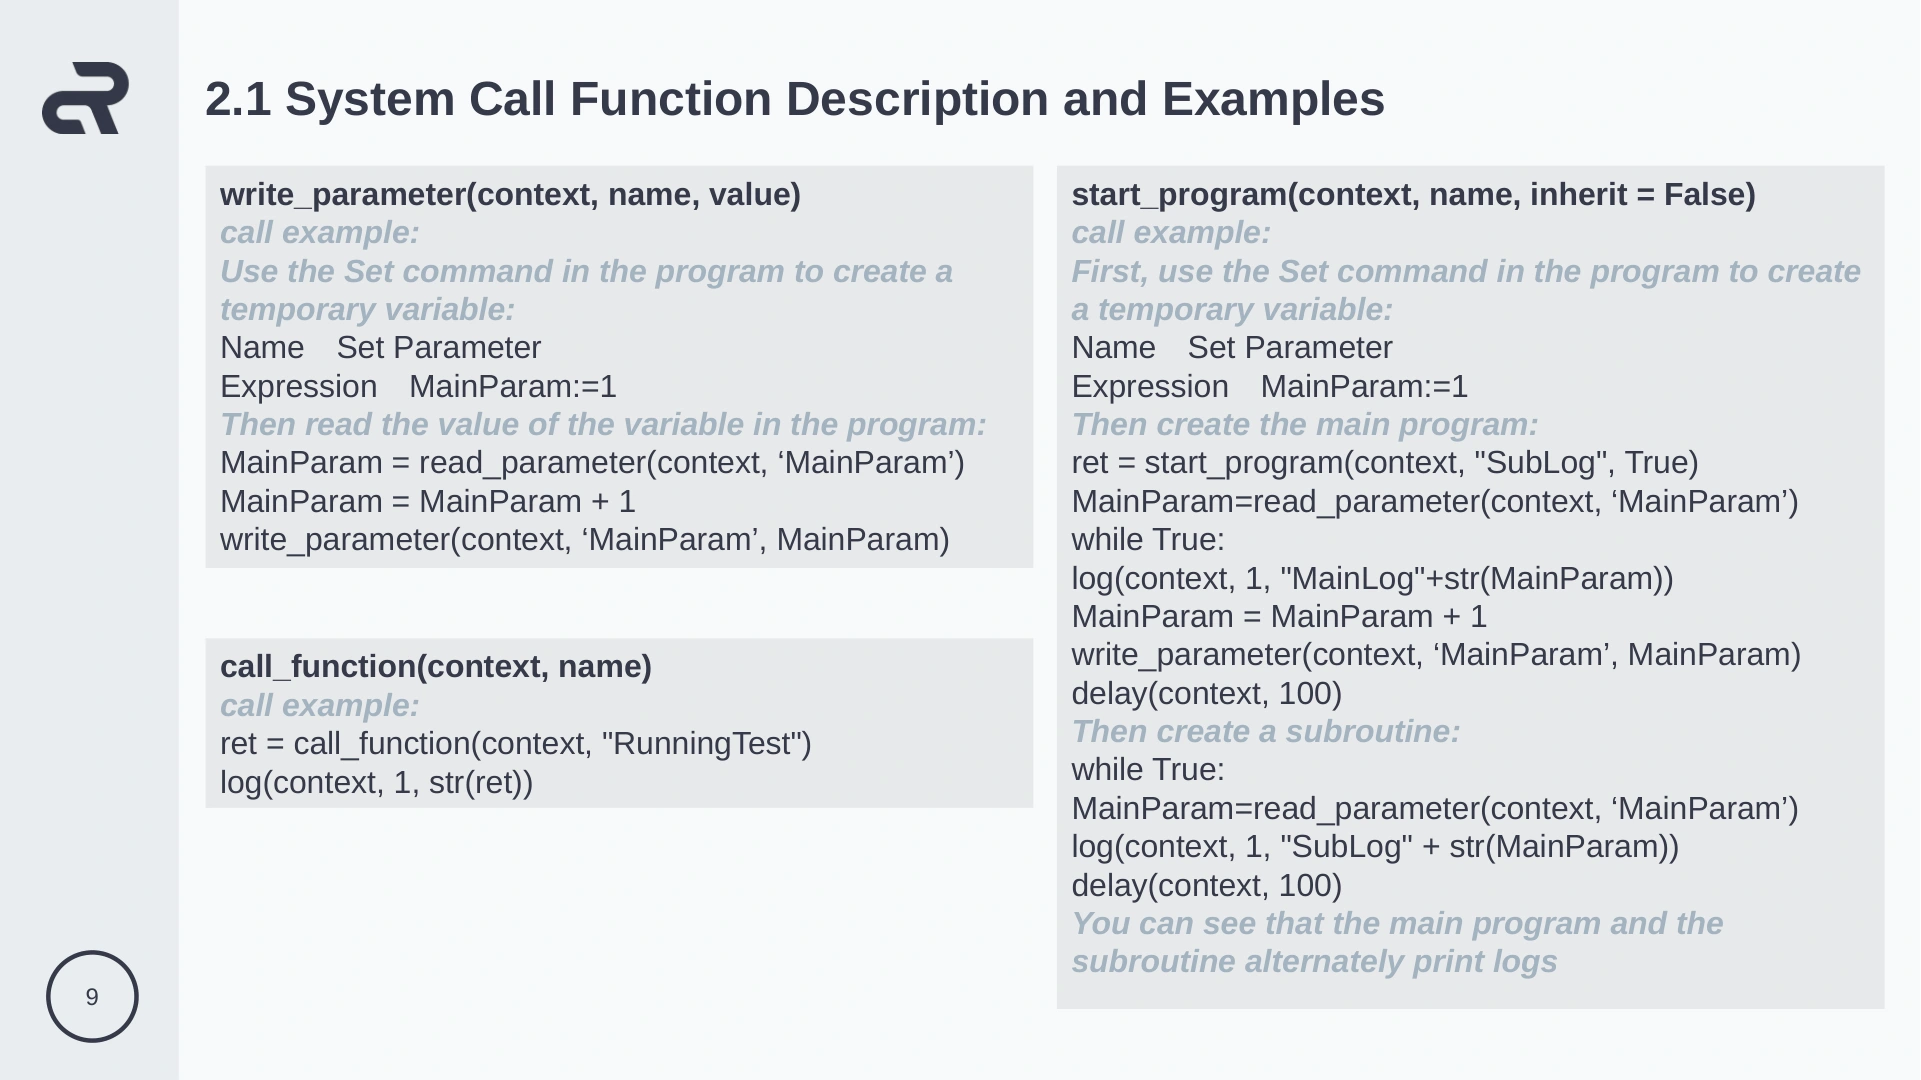 2.1 System Call Function Description and Examples
write_parameter(context, name, value)
call example:
Use the Set command in the program to create a
temporary variable:
Name    Set Parameter
Expression    MainParam:=1
Then read the value of the variable in the program:
MainParam = read_parameter(context, ‘MainParam’)
MainParam = MainParam + 1
write_parameter(context, ‘MainParam’, MainParam)
call_function(context, name)
call example:
ret = call_function(context, "RunningTest")
log(context, 1, str(ret))
start_program(context, name, inherit = False)
call example:
First, use the Set command in the program to create
a temporary variable:
Name    Set Parameter
Expression    MainParam:=1
Then create the main program:
ret = start_program(context, "SubLog", True)
MainParam=read_parameter(context, ‘MainParam’)
while True:
log(context, 1, "MainLog"+str(MainParam))
MainParam = MainParam + 1
write_parameter(context, ‘MainParam’, MainParam)
delay(context, 100)
Then create a subroutine:
while True:
MainParam=read_parameter(context, ‘MainParam’)
log(context, 1, "SubLog" + str(MainParam))
delay(context, 100)
You can see that the main program and the
subroutine alternately print logs
9